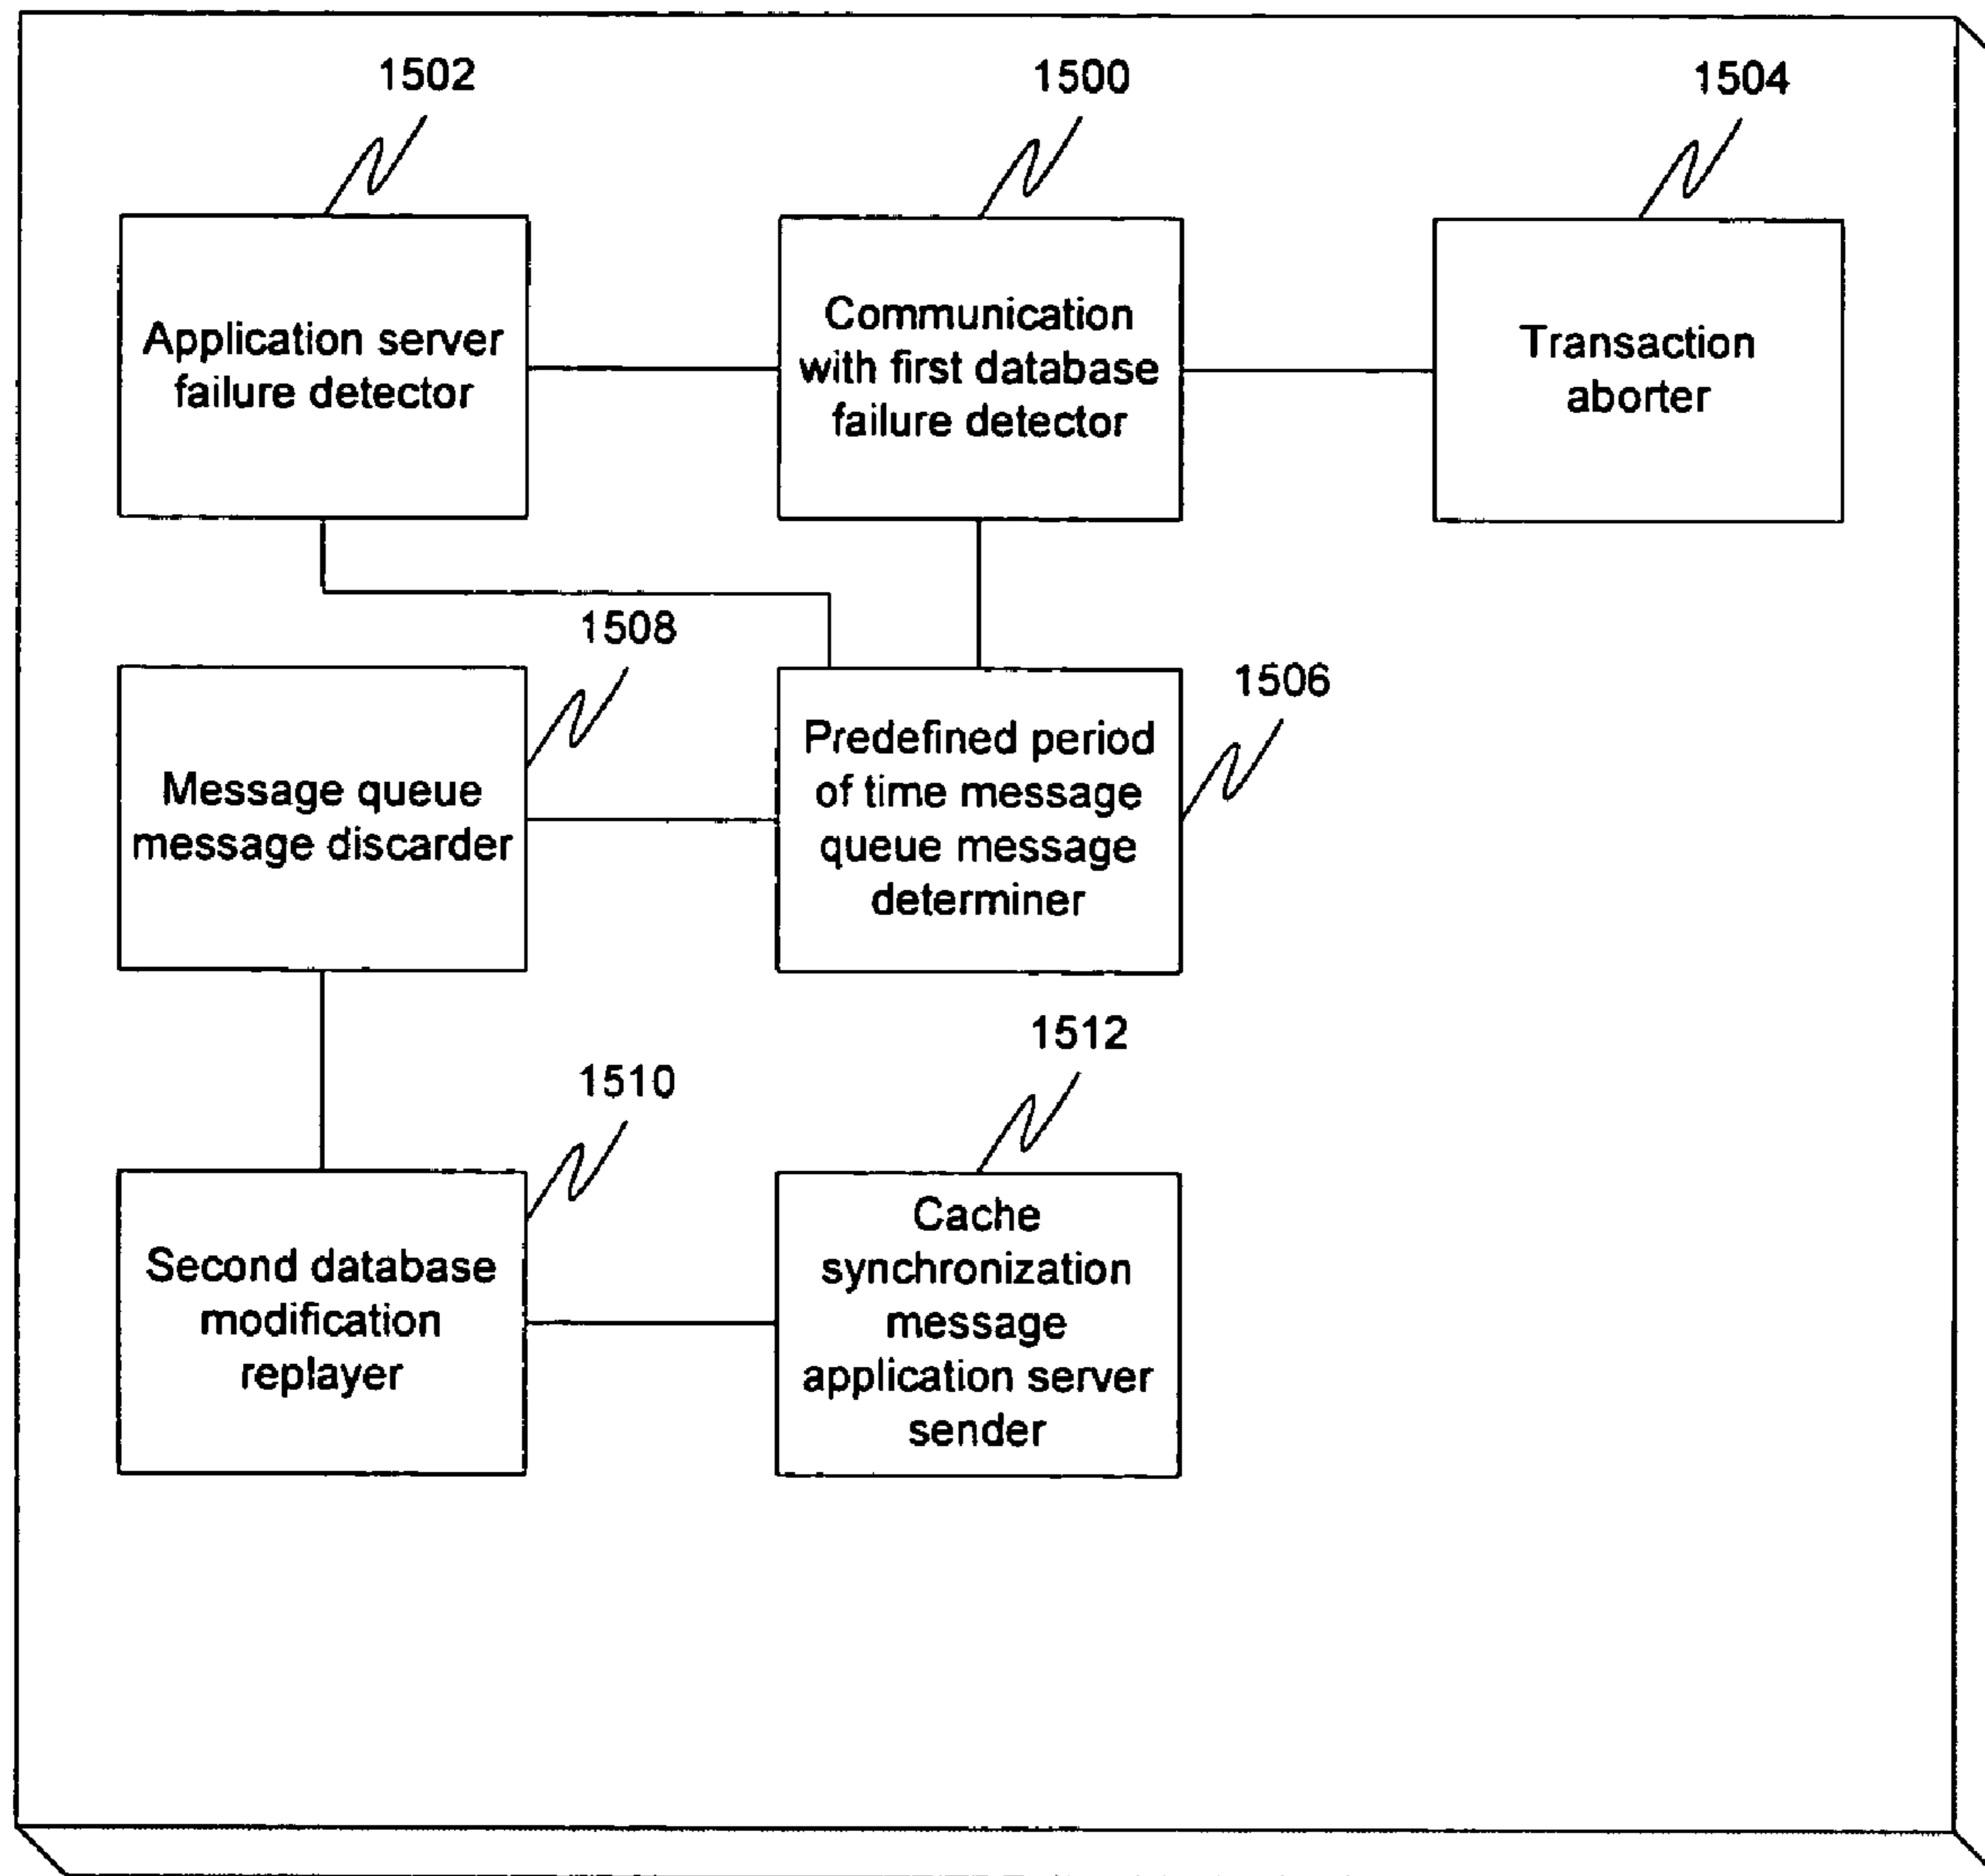 1502
1500
1504
Application server
failure detector
Communication
with first database
failure detector
Transaction
aborter
1508
1506
Message queue
message discarder
Predefined period
of time message
queue message
determiner
1510
1512
Second database
modification
replayer
Cache
synchronization
message
application server
sender